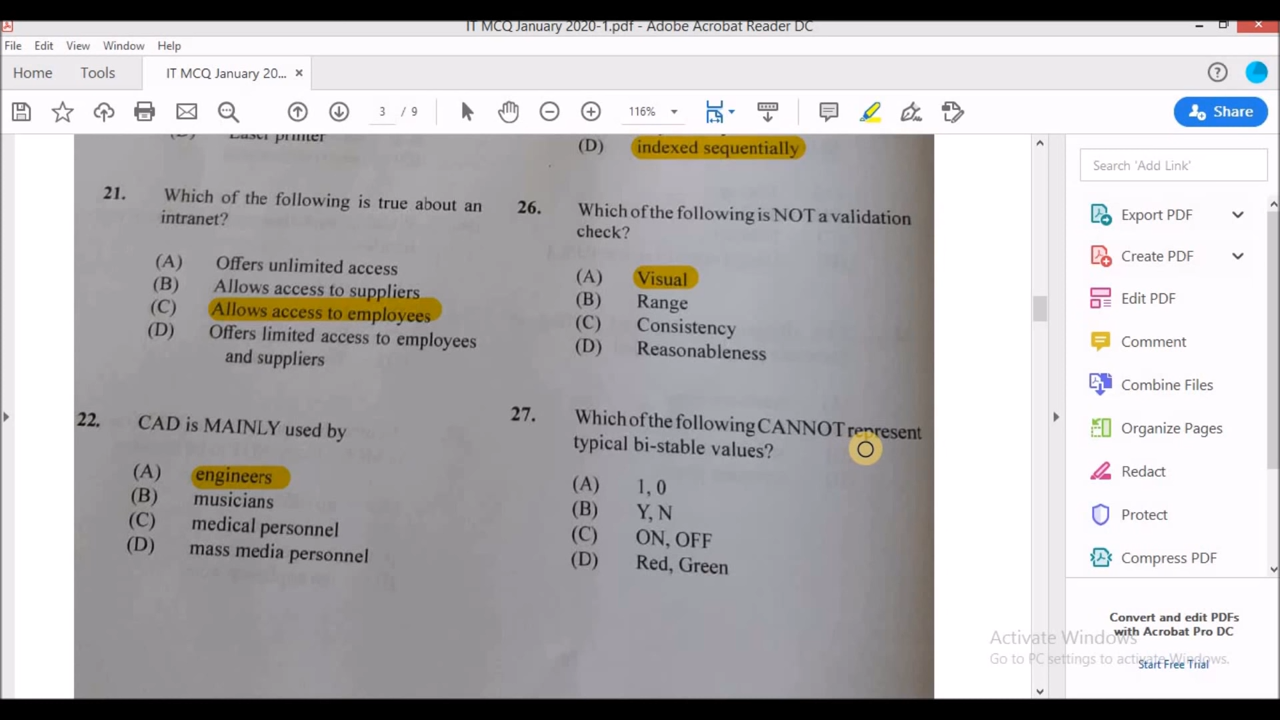 IT MCQ January 2020-1.pdf - Adobe Acrobat Reader DC
File Edit View Window Help
Home Tools IT MCQ January 20... ×
3 / 9 116% Share
Laser printer
(D) indexed sequentially
21. Which of the following is true about an
intranet?
(A) Offers unlimited access
(B) Allows access to suppliers
(C) Allows access to employees
(D) Offers limited access to employees
and suppliers
22. CAD is MAINLY used by
(A) engineers
(B) musicians
(C) medical personnel
(D) mass media personnel
26. Which of the following is NOT a validation
check?
(A) Visual
(B) Range
(C) Consistency
(D) Reasonableness
27. Which of the following CANNOT represent
typical bi-stable values?
(A) 1, 0
(B) Y, N
(C) ON, OFF
(D) Red, Green
Search 'Add Link'
Export PDF
Create PDF
Edit PDF
Comment
Combine Files
Organize Pages
Redact
Protect
Compress PDF
Convert and edit PDFs
with Acrobat Pro DC
Start Free Trial
Activate Windows
Go to PC settings to activate Windows.